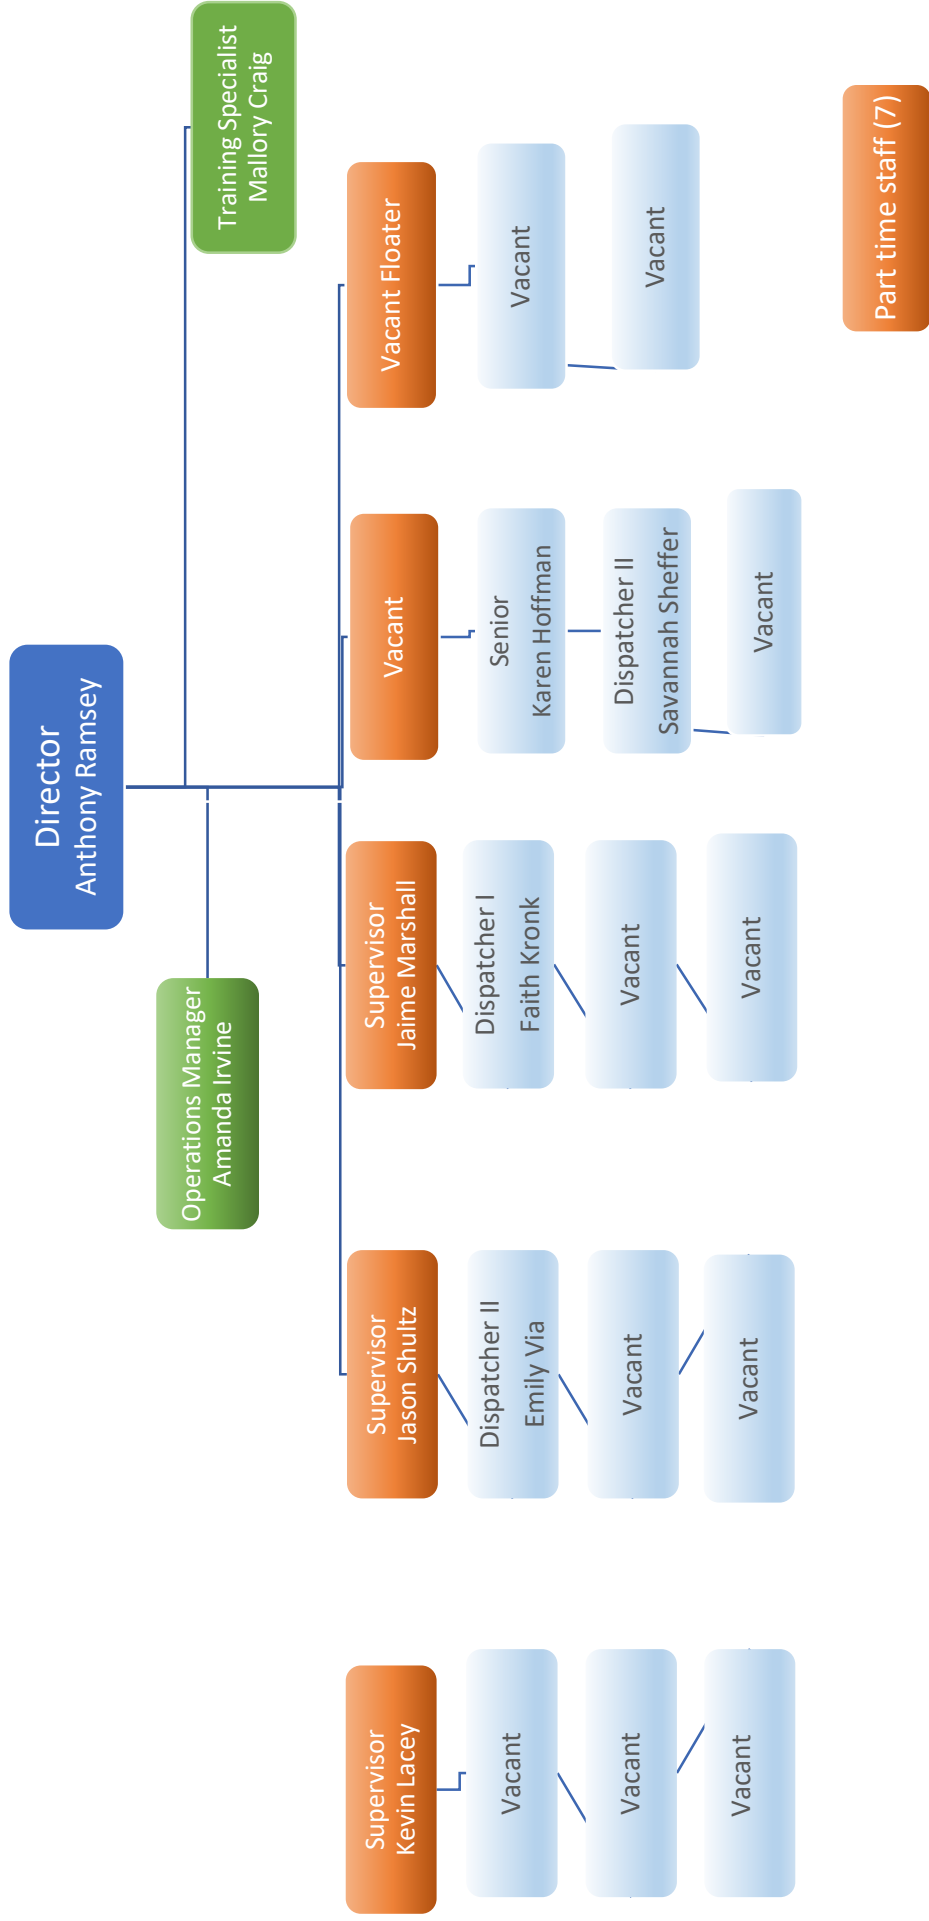 Director
Anthony Ramsey
Operations Manager
Amanda Irvine
Training Specialist
Mallory Craig
Supervisor
Kevin Lacey
Vacant
Vacant
Vacant
Supervisor
Jason Shultz
Dispatcher II
Emily Via
Vacant
Vacant
Supervisor
Jaime Marshall
Dispatcher I
Faith Kronk
Vacant
Vacant
Vacant
Senior
Karen Hoffman
Dispatcher II
Savannah Sheffer
Vacant
Vacant Floater
Vacant
Vacant
Part time staff (7)